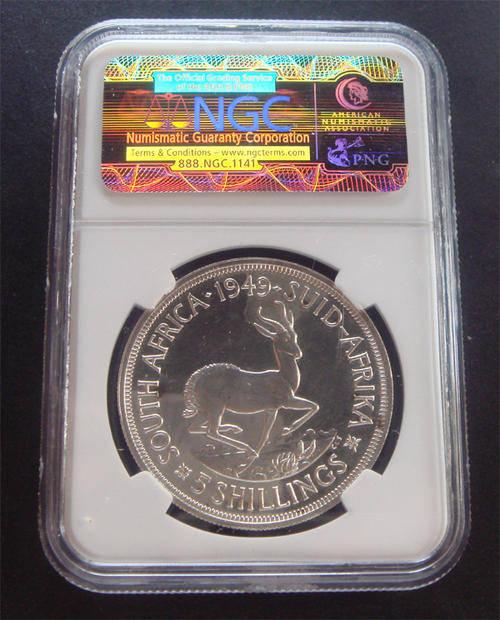 The Official Grading Service
of the ANA & PNG
NGC
Numismatic Guaranty Corporation
Terms & Conditions – www.ngcterms.com
888.NGC.1141
AMERICAN
NUMISMATIC
ASSOCIATION
PNG
SOUTH AFRICA · 1949 · SUID-AFRIKA
5 SHILLINGS